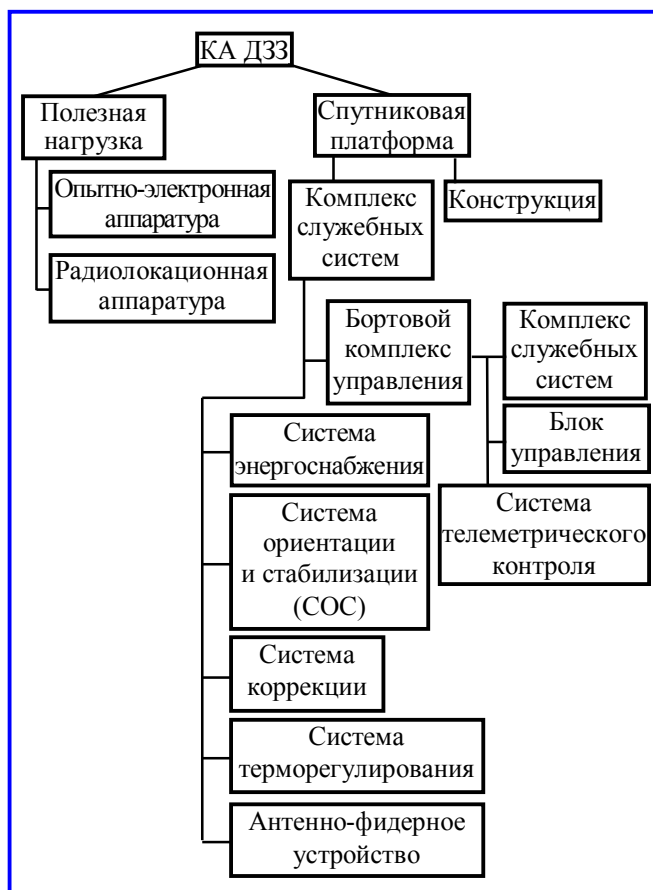 КА ДЗЗ
Полезная
нагрузка
Спутниковая
платформа
Опытно-электронная
аппаратура
Комплекс
служебных
систем
Конструкция
Радиолокационная
аппаратура
Бортовой
комплекс
управления
Комплекс
служебных
систем
Блок
управления
Система
энергоснабжения
Система
телеметрического
контроля
Система
ориентации
и стабилизации
(СОС)
Система
коррекции
Система
терморегулирования
Антенно-фидерное
устройство